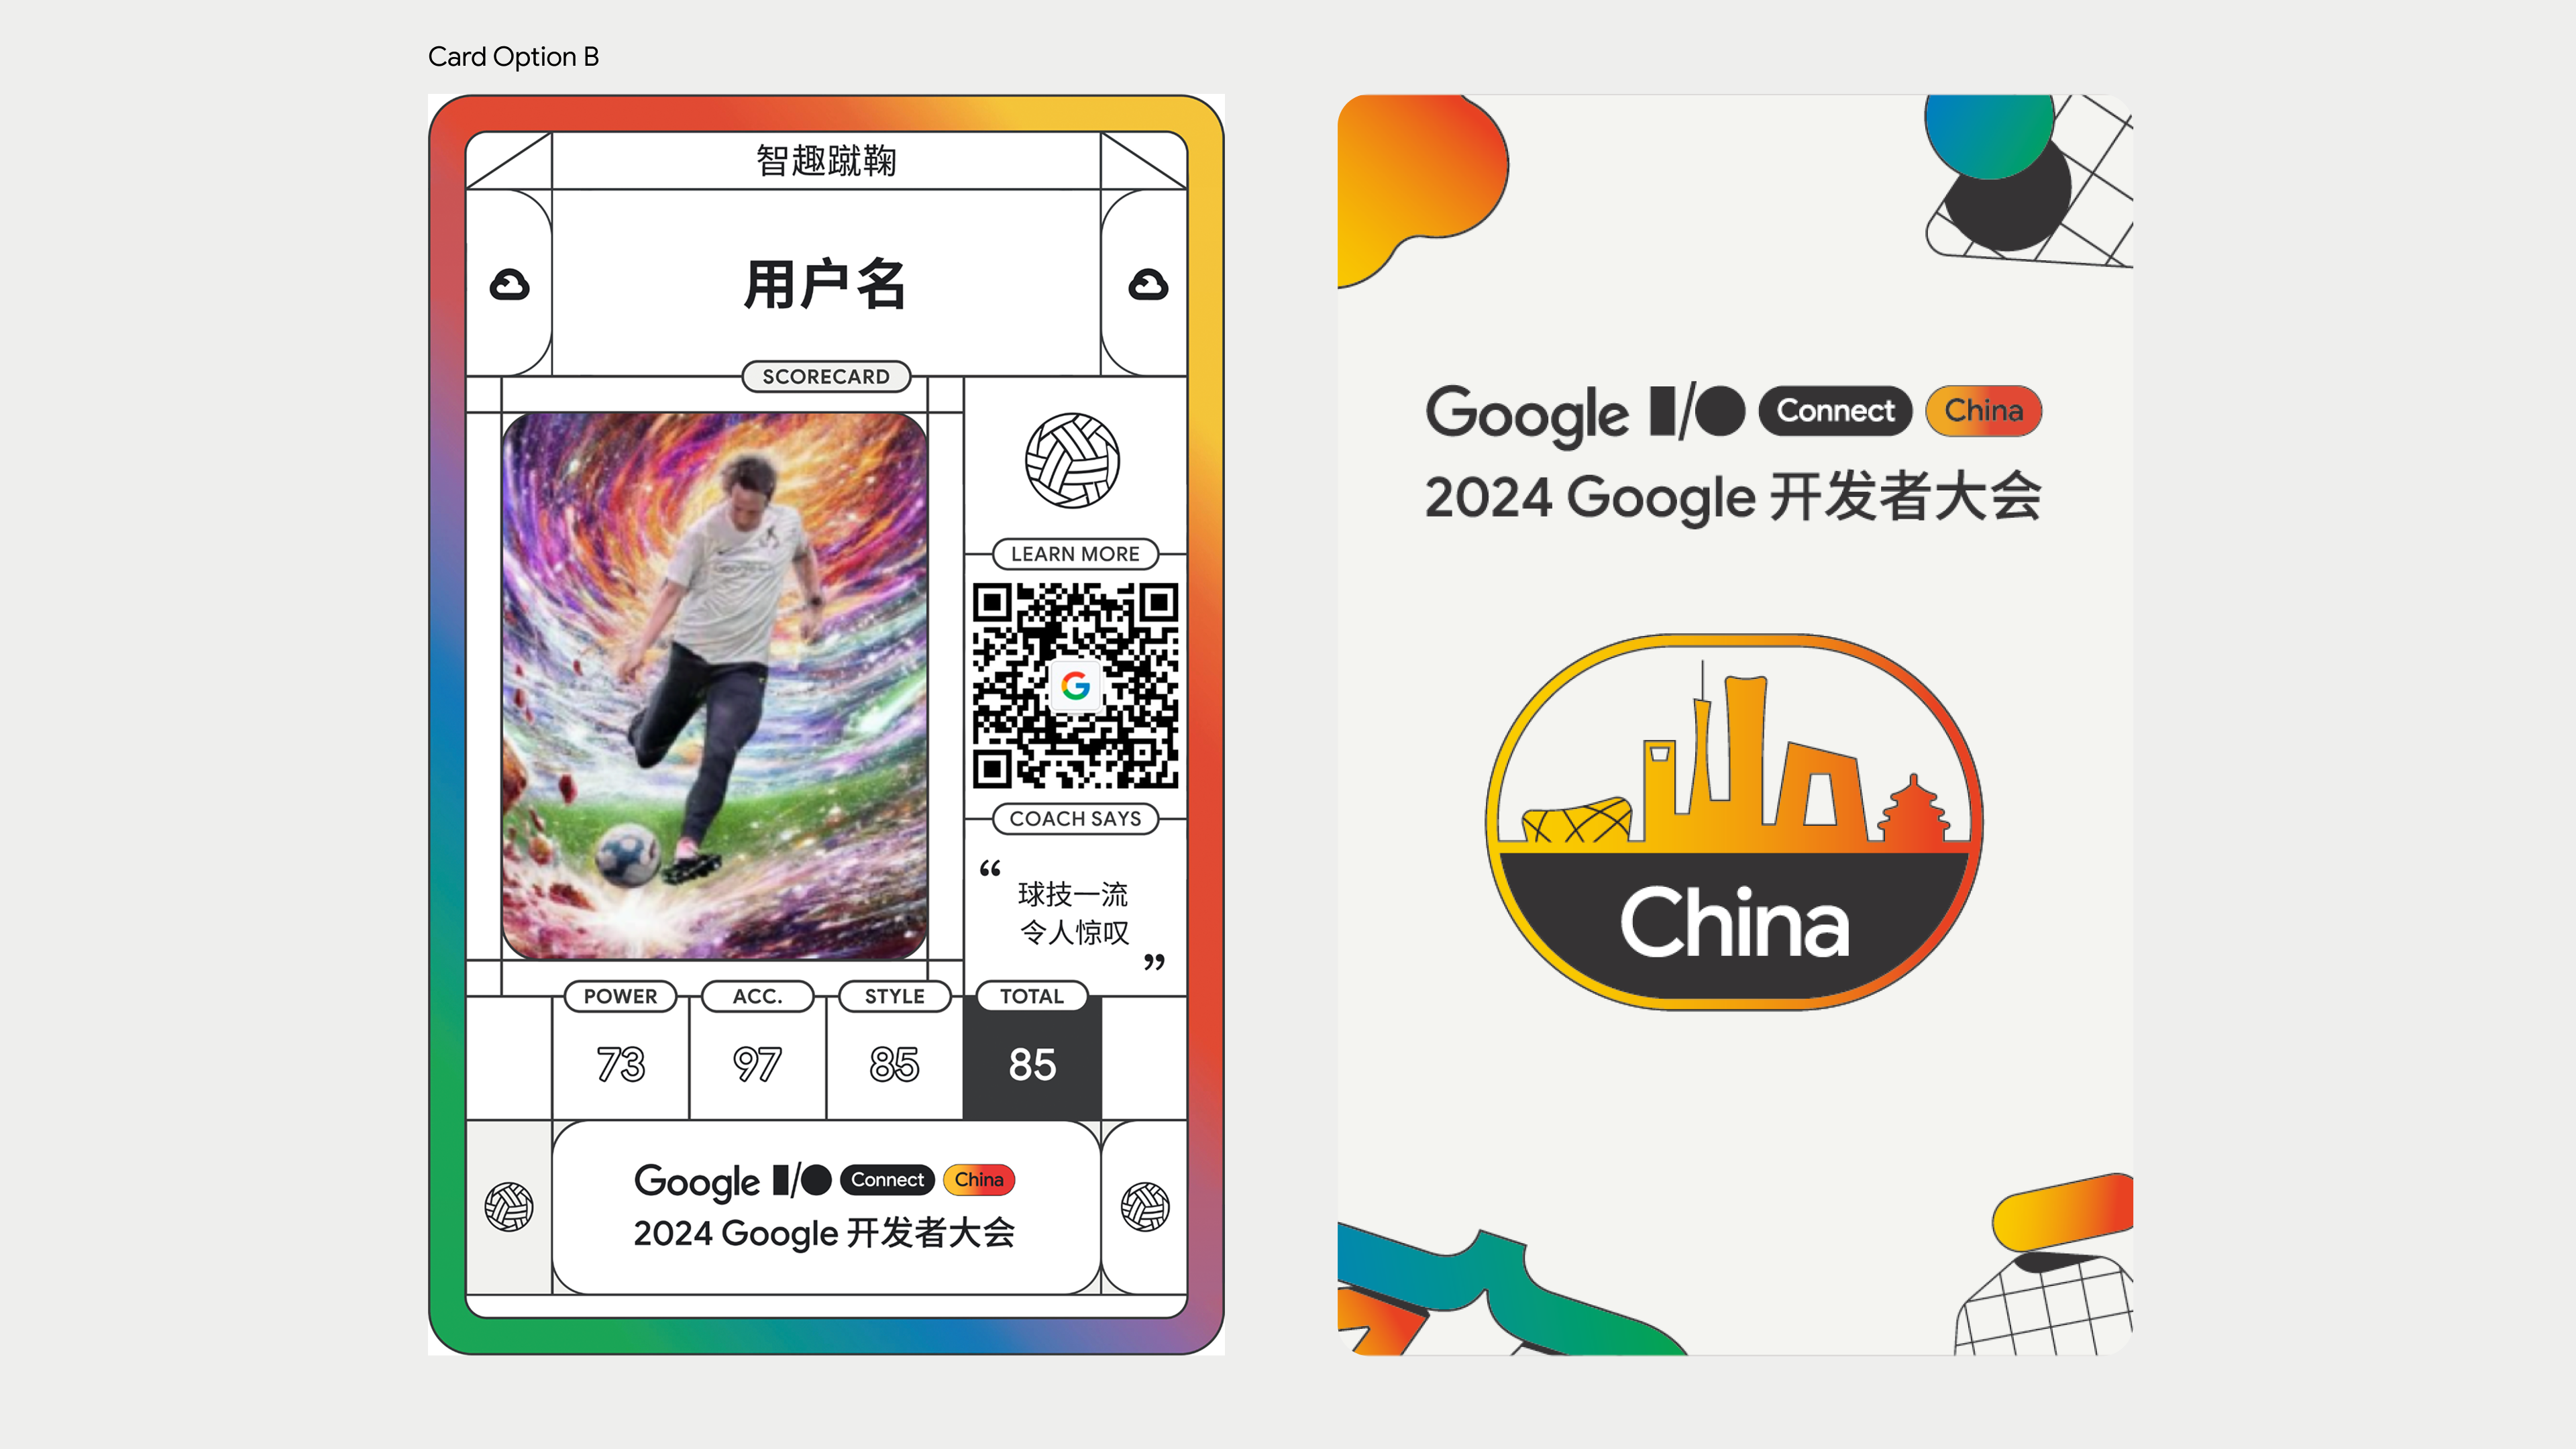 Card Option B
智趣蹴鞠
用户名
SCORECARD
LEARN MORE
G
COACH SAYS
“
球技一流
令人惊叹
”
POWER ACC. STYLE TOTAL
73 97 85 85
Google I/O Connect China
2024 Google 开发者大会
Google I/O Connect China
2024 Google 开发者大会
China